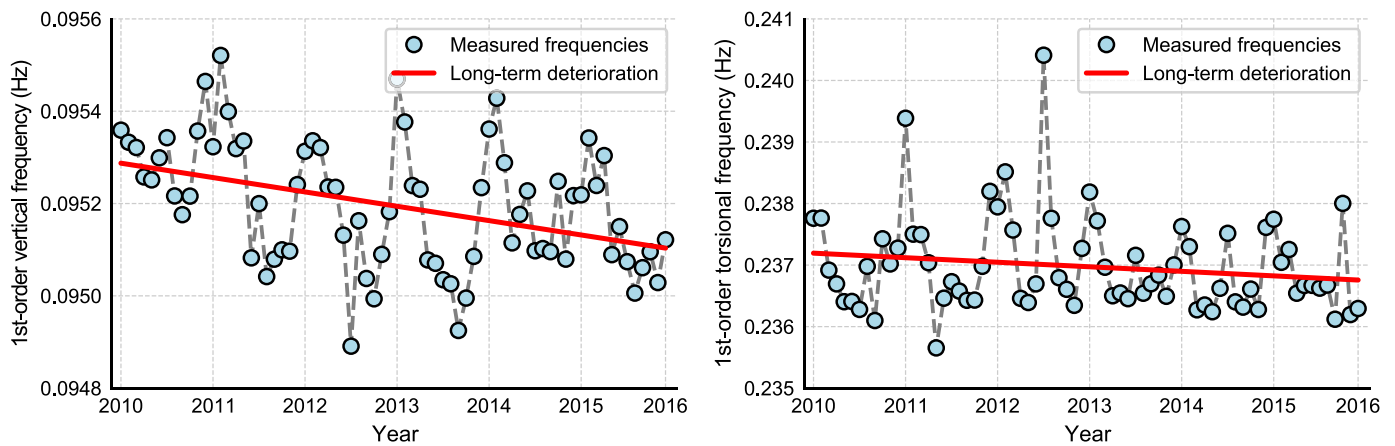 0.0956
0.0954
0.0952
0.0950
0.0948
1st-order vertical frequency (Hz)
Measured frequencies
Long-term deterioration
2010 2011 2012 2013 2014 2015 2016
Year
0.241
0.240
0.239
0.238
0.237
0.236
0.235
1st-order torsional frequency (Hz)
Measured frequencies
Long-term deterioration
2010 2011 2012 2013 2014 2015 2016
Year